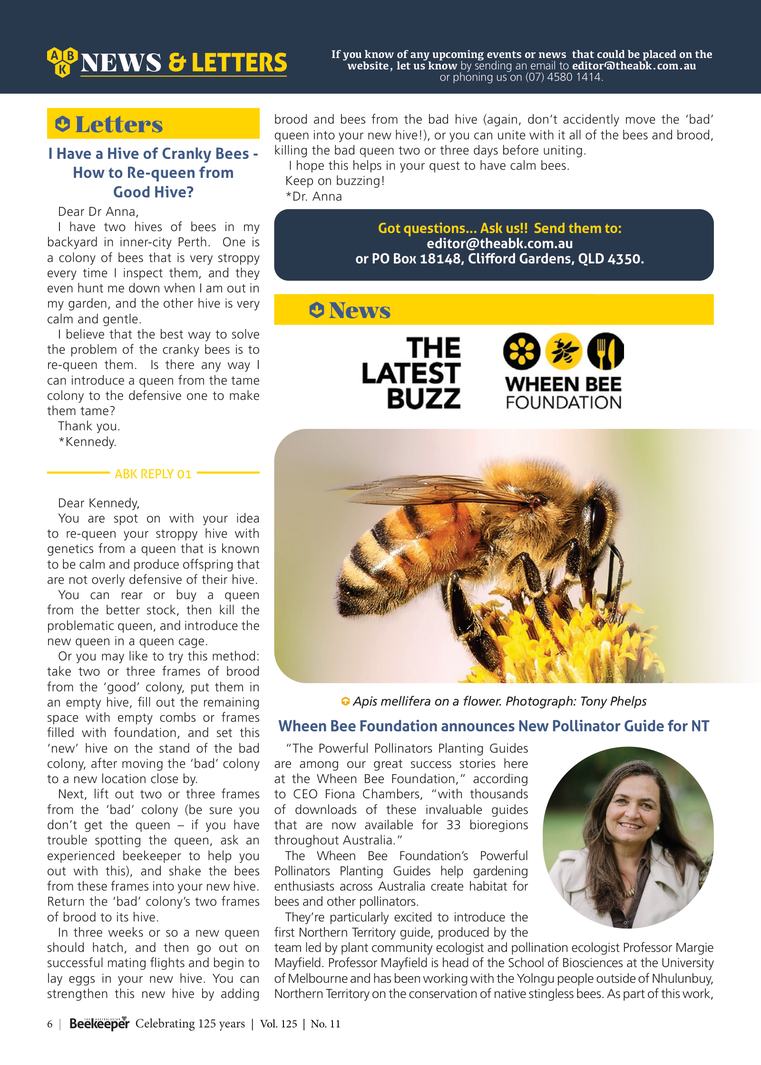 A B K
NEWS & LETTERS
If you know of any upcoming events or news that could be placed on the
website, let us know by sending an email to editor@theabk.com.au
or phoning us on (07) 4580 1414.
Letters
I Have a Hive of Cranky Bees -
How to Re-queen from
Good Hive?
Dear Dr Anna,
I have two hives of bees in my
backyard in inner-city Perth. One is
a colony of bees that is very stroppy
every time I inspect them, and they
even hunt me down when I am out in
my garden, and the other hive is very
calm and gentle.
I believe that the best way to solve
the problem of the cranky bees is to
re-queen them. Is there any way I
can introduce a queen from the tame
colony to the defensive one to make
them tame?
Thank you.
*Kennedy.
ABK REPLY 01
Dear Kennedy,
You are spot on with your idea
to re-queen your stroppy hive with
genetics from a queen that is known
to be calm and produce offspring that
are not overly defensive of their hive.
You can rear or buy a queen
from the better stock, then kill the
problematic queen, and introduce the
new queen in a queen cage.
Or you may like to try this method:
take two or three frames of brood
from the ‘good’ colony, put them in
an empty hive, fill out the remaining
space with empty combs or frames
filled with foundation, and set this
‘new’ hive on the stand of the bad
colony, after moving the ‘bad’ colony
to a new location close by.
Next, lift out two or three frames
from the ‘bad’ colony (be sure you
don’t get the queen – if you have
trouble spotting the queen, ask an
experienced beekeeper to help you
out with this), and shake the bees
from these frames into your new hive.
Return the ‘bad’ colony’s two frames
of brood to its hive.
In three weeks or so a new queen
should hatch, and then go out on
successful mating flights and begin to
lay eggs in your new hive. You can
strengthen this new hive by adding
brood and bees from the bad hive (again, don’t accidently move the ‘bad’
queen into your new hive!), or you can unite with it all of the bees and brood,
killing the bad queen two or three days before uniting.
I hope this helps in your quest to have calm bees.
Keep on buzzing!
*Dr. Anna
Got questions... Ask us!! Send them to:
editor@theabk.com.au
or PO Box 18148, Clifford Gardens, QLD 4350.
News
THE
LATEST
BUZZ
WHEEN BEE
FOUNDATION
Apis mellifera on a flower. Photograph: Tony Phelps
Wheen Bee Foundation announces New Pollinator Guide for NT
“The Powerful Pollinators Planting Guides
are among our great success stories here
at the Wheen Bee Foundation,” according
to CEO Fiona Chambers, “with thousands
of downloads of these invaluable guides
that are now available for 33 bioregions
throughout Australia.”
The Wheen Bee Foundation’s Powerful
Pollinators Planting Guides help gardening
enthusiasts across Australia create habitat for
bees and other pollinators.
They’re particularly excited to introduce the
first Northern Territory guide, produced by the
team led by plant community ecologist and pollination ecologist Professor Margie
Mayfield. Professor Mayfield is head of the School of Biosciences at the University
of Melbourne and has been working with the Yolngu people outside of Nhulunbuy,
Northern Territory on the conservation of native stingless bees. As part of this work,
6 | Beekeeper Celebrating 125 years | Vol. 125 | No. 11